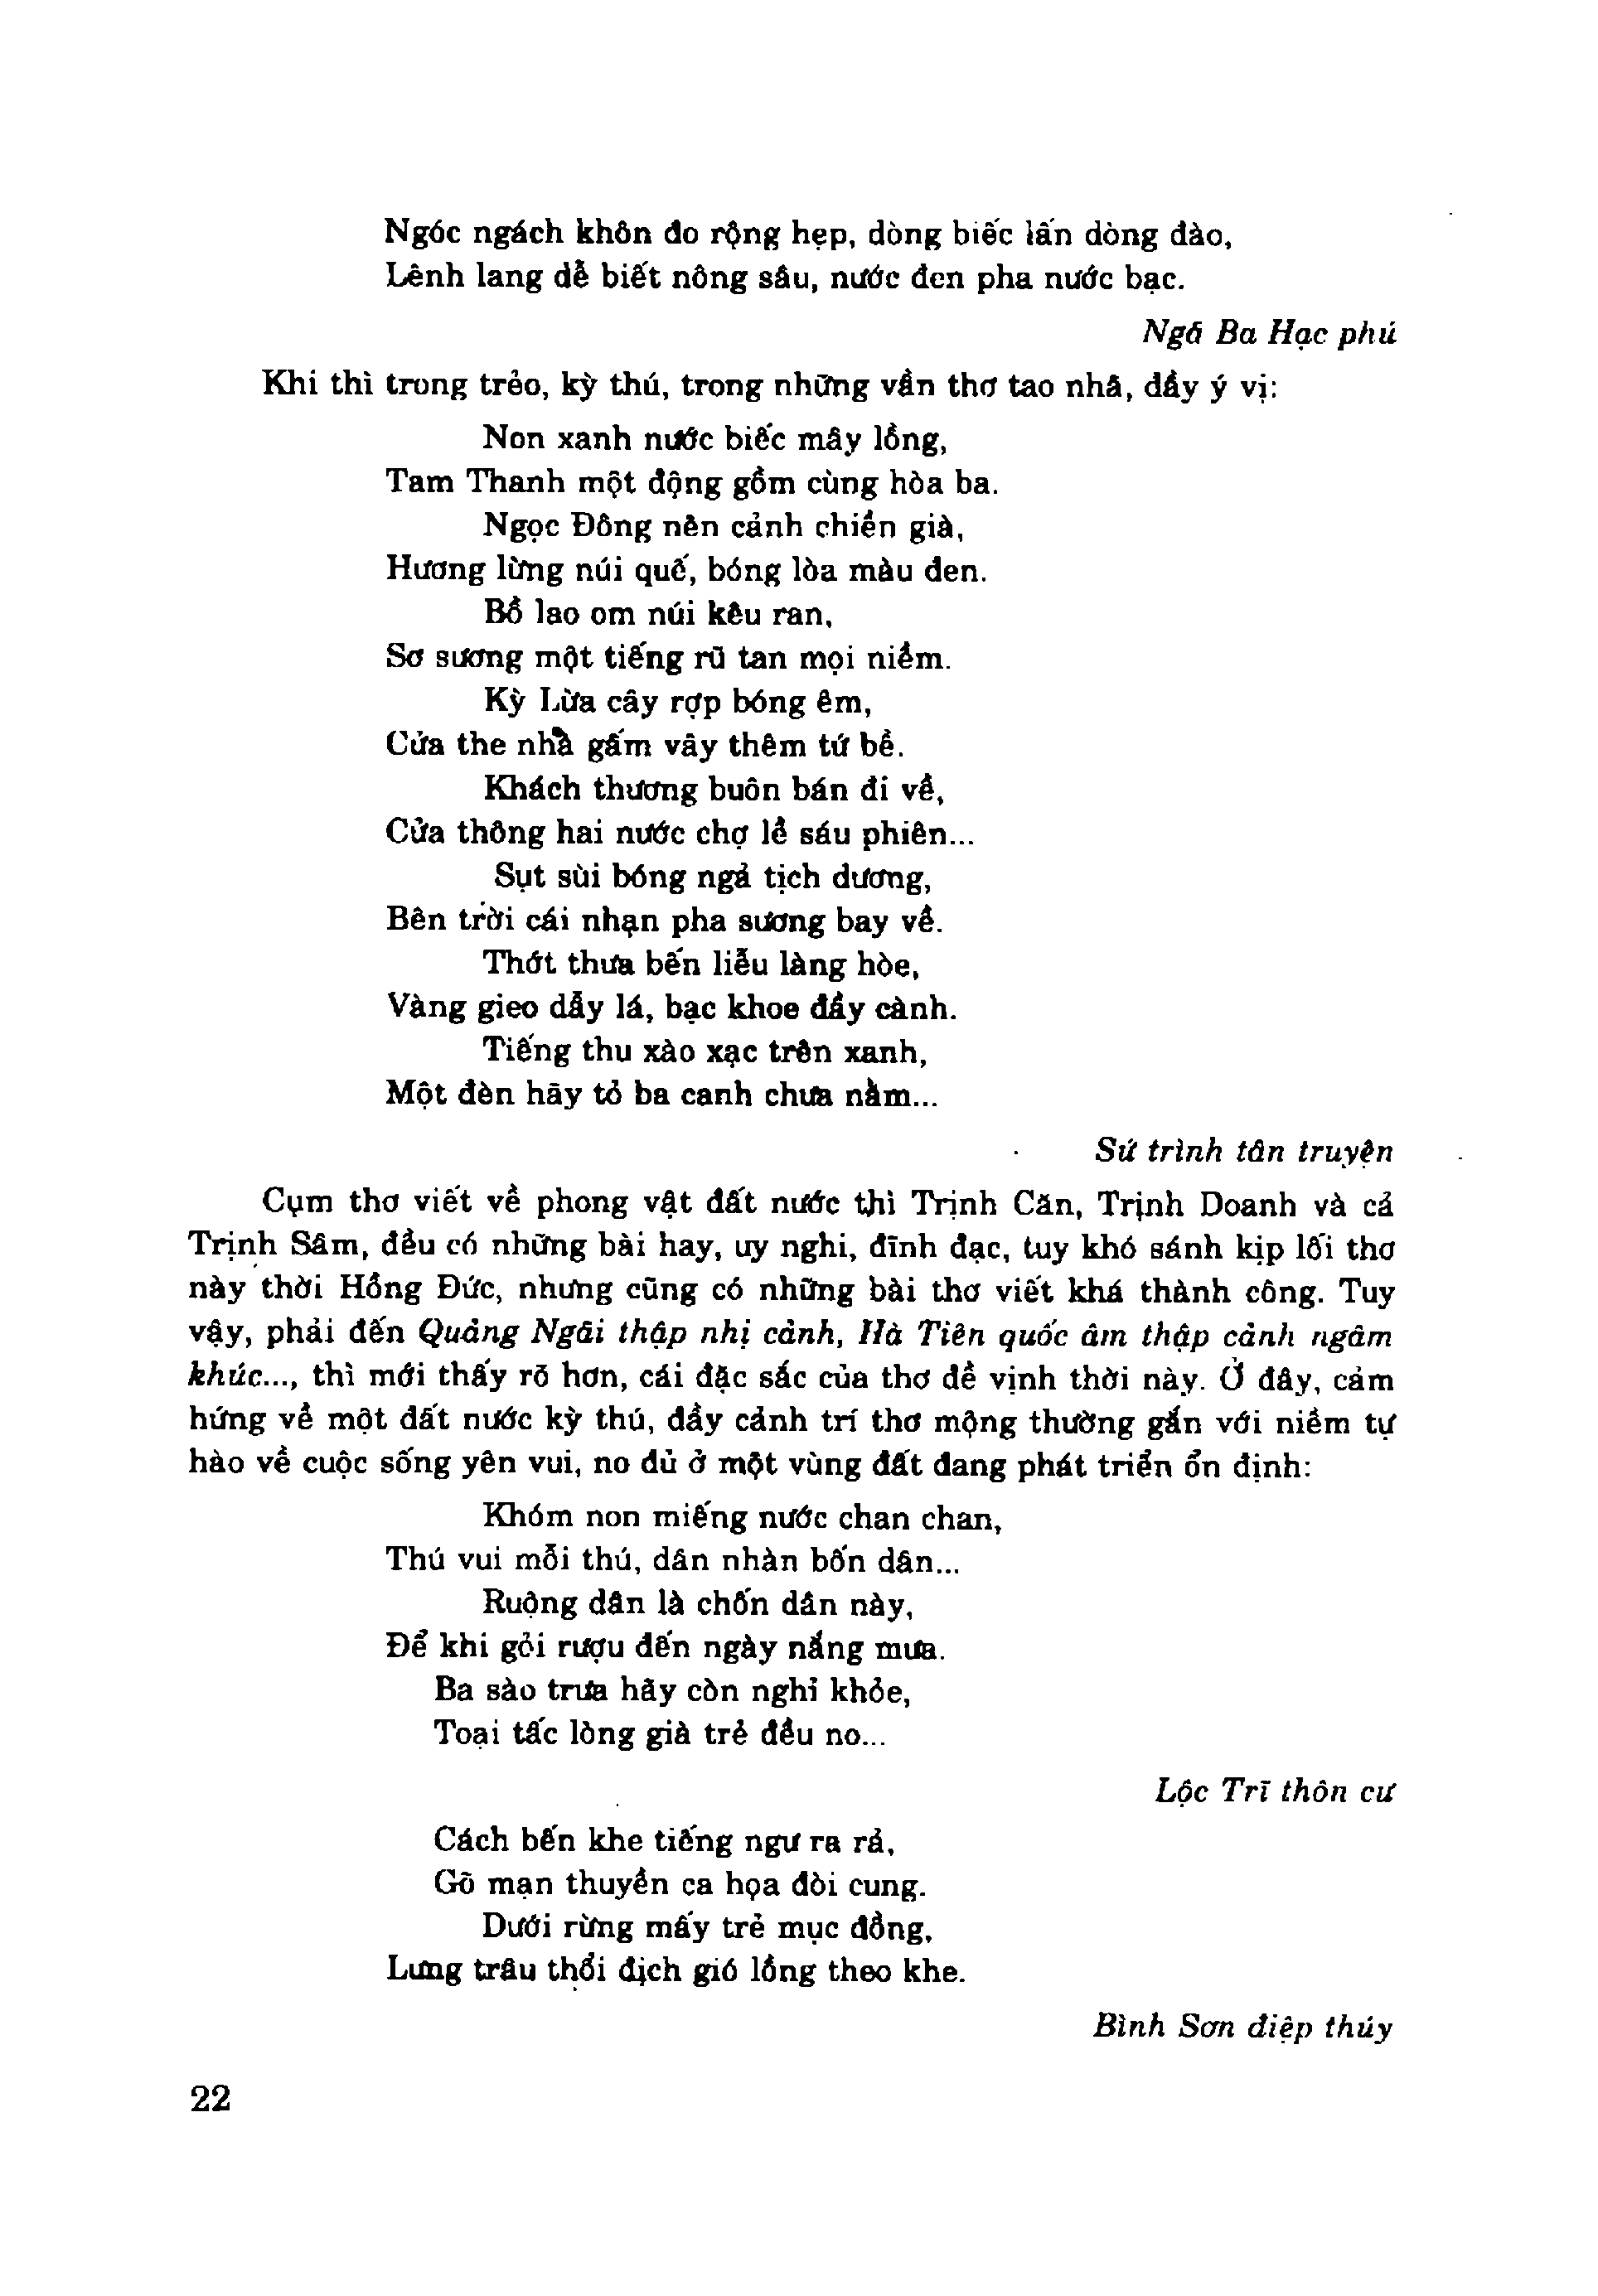 Ngóc ngách khôn đo rộng hẹp, dòng biếc lấn dòng đào,
Lênh lang dễ biết nông sâu, nước đen pha nước bạc.
Ngã Ba Hạc phú
Khi thì trong trẻo, kỳ thú, trong những vần thơ tao nhã, đầy ý vị:
Non xanh nước biếc mây lồng,
Tam Thanh một động gồm cùng hòa ba.
Ngọc Đông nên cảnh chiền già,
Hương lừng núi quế, bóng lòa màu đen.
Bồ lao om núi kêu ran,
Sơ sương một tiếng rũ tan mọi niềm.
Kỳ Lừa cây rợp bóng êm,
Cửa the nhà gấm vây thêm tứ bề.
Khách thương buôn bán đi về,
Cửa thông hai nước chợ lề sáu phiên...
Sụt sùi bóng ngả tịch dương,
Bên trời cái nhạn pha sương bay về.
Thớt thưa bến liễu làng hòe,
Vàng gieo dẫy lá, bạc khoe đầy cành.
Tiếng thu xào xạc trên xanh,
Một đèn hãy tỏ ba canh chưa nằm...
Sứ trình tân truyện
Cụm thơ viết về phong vật đất nước thì Trịnh Căn, Trịnh Doanh và cả
Trịnh Sâm, đều có những bài hay, uy nghi, đĩnh đạc, tuy khó sánh kịp lối thơ
này thời Hồng Đức, nhưng cũng có những bài thơ viết khá thành công. Tuy
vậy, phải đến Quảng Ngãi thập nhị cảnh, Hà Tiên quốc âm thập cảnh ngâm
khúc..., thì mới thấy rõ hơn, cái đặc sắc của thơ đề vịnh thời này. Ở đây, cảm
hứng về một đất nước kỳ thú, đầy cảnh trí thơ mộng thường gắn với niềm tự
hào về cuộc sống yên vui, no đủ ở một vùng đất đang phát triển ổn định:
Khóm non miếng nước chan chan,
Thú vui mỗi thú, dân nhàn bốn dân...
Ruộng dân là chốn dân này,
Để khi gỏi rượu đến ngày nắng mưa.
Ba sào trưa hãy còn nghỉ khỏe,
Toại tấc lòng già trẻ đều no...
Lộc Trĩ thôn cư
Cách bến khe tiếng ngư ra rả,
Gõ mạn thuyền ca họa đòi cung.
Dưới rừng mấy trẻ mục đồng,
Lưng trâu thổi địch gió lồng theo khe.
Bình Sơn điệp thúy
22